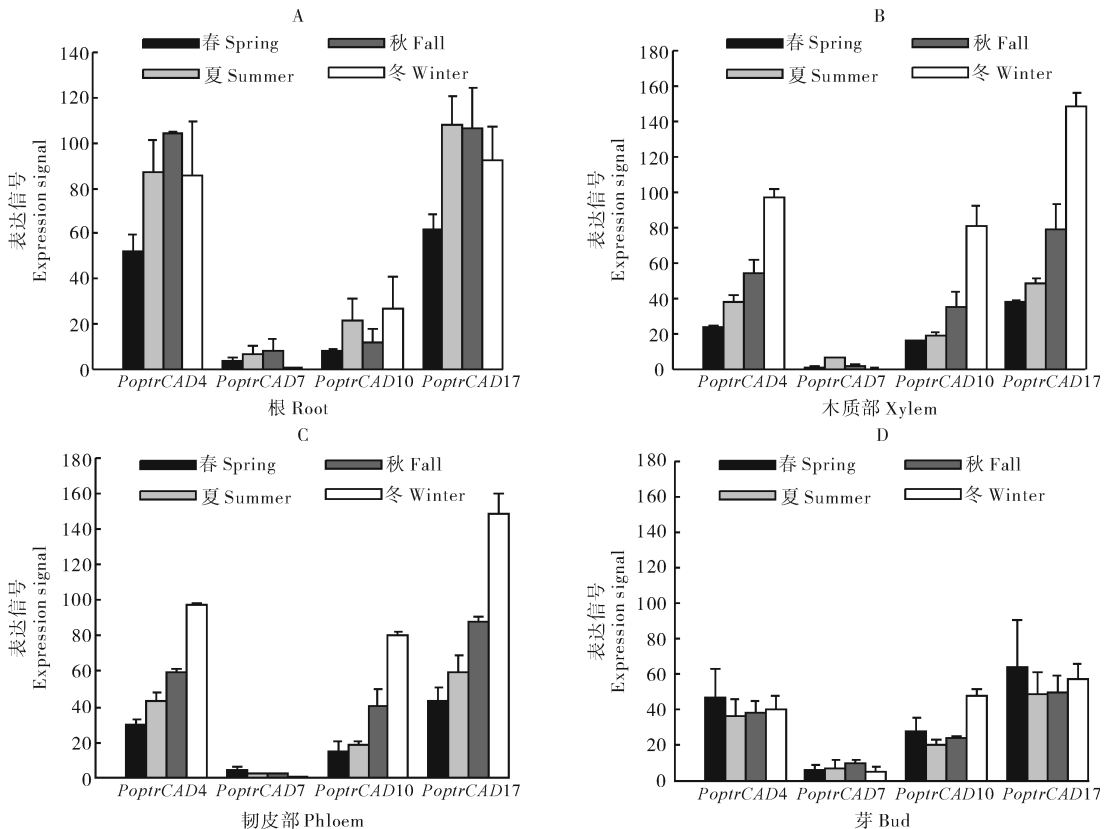 A
春 Spring
秋 Fall
夏 Summer
冬 Winter
140
120
100
80
60
40
20
0
表达信号
Expression signal
PoptrCAD4 PoptrCAD7 PoptrCAD10 PoptrCAD17
根 Root
B
春 Spring
秋 Fall
夏 Summer
冬 Winter
180
160
140
120
100
80
60
40
20
0
表达信号
Expression signal
PoptrCAD4 PoptrCAD7 PoptrCAD10 PoptrCAD17
木质部 Xylem
C
春 Spring
秋 Fall
夏 Summer
冬 Winter
180
160
140
120
100
80
60
40
20
0
表达信号
Expression signal
PoptrCAD4 PoptrCAD7 PoptrCAD10 PoptrCAD17
韧皮部 Phloem
D
春 Spring
秋 Fall
夏 Summer
冬 Winter
180
160
140
120
100
80
60
40
20
0
表达信号
Expression signal
PoptrCAD4 PoptrCAD7 PoptrCAD10 PoptrCAD17
芽 Bud